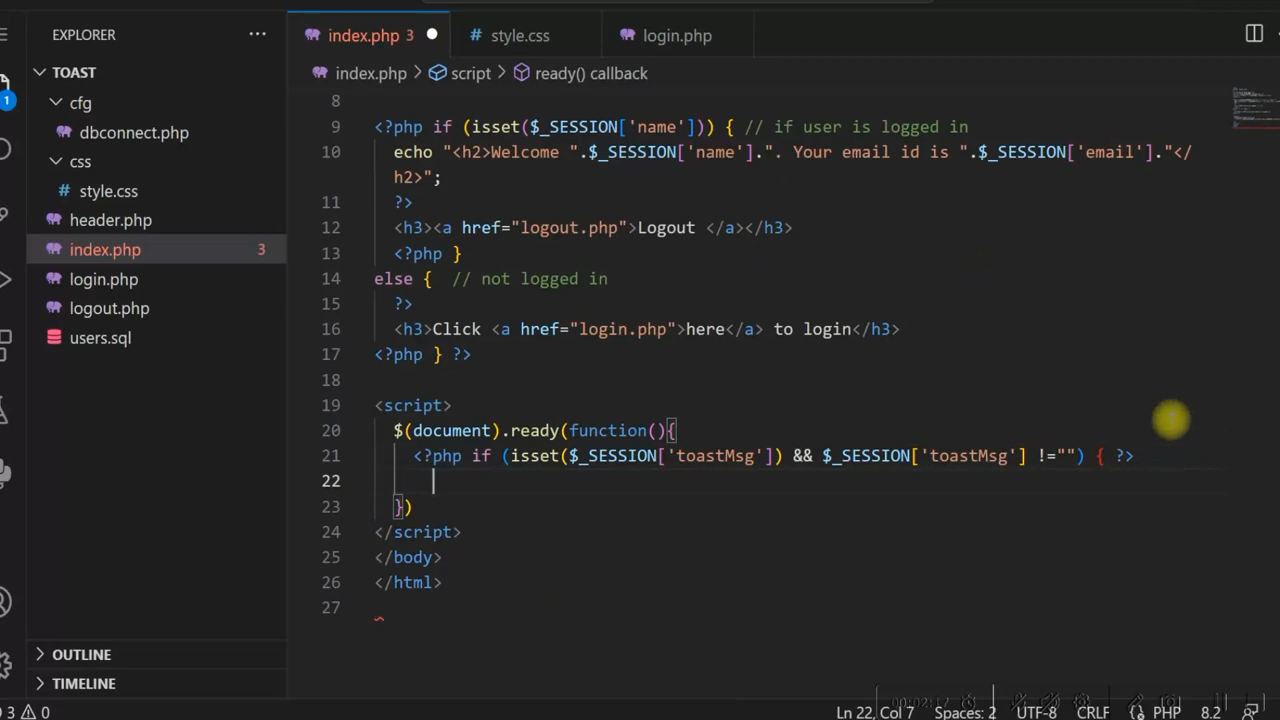 EXPLORER ···
TOAST
cfg
dbconnect.php
css
style.css
header.php
index.php 3
login.php
logout.php
users.sql
OUTLINE
TIMELINE
1
index.php 3
style.css
login.php
index.php > script > ready() callback
8
9 <?php if (isset($_SESSION['name'])) { // if user is logged in
10 echo "<h2>Welcome ".$_SESSION['name'].". Your email id is ".$_SESSION['email']."</
h2>";
11 ?>
12 <h3><a href="logout.php">Logout </a></h3>
13 <?php }
14 else { // not logged in
15 ?>
16 <h3>Click <a href="login.php">here</a> to login</h3>
17 <?php } ?>
18
19 <script>
20 $(document).ready(function(){
21 <?php if (isset($_SESSION['toastMsg']) && $_SESSION['toastMsg'] !="") { ?>
22
23 })
24 </script>
25 </body>
26 </html>
27
3 0 Ln 22, Col 7 Spaces: 2 UTF-8 CRLF PHP 8.2